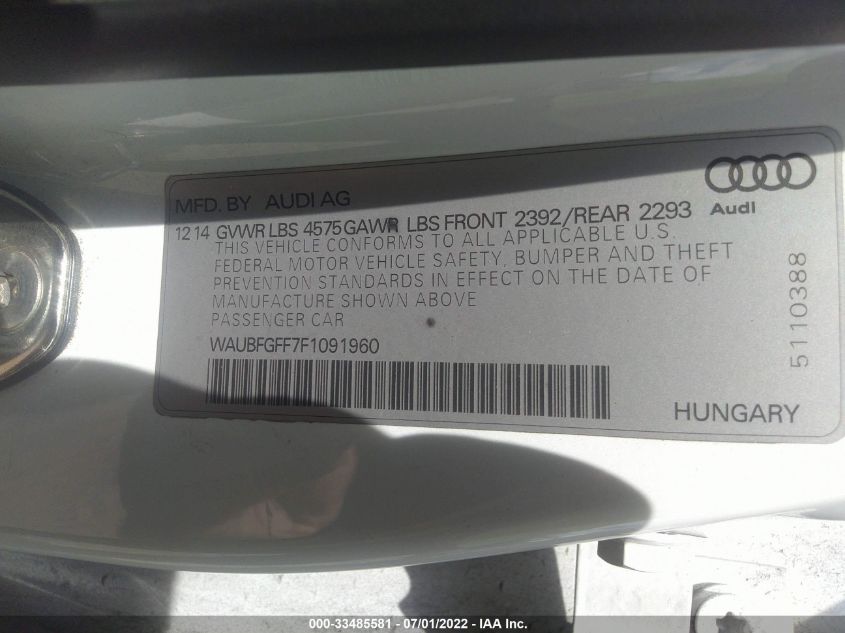 MFD. BY AUDI AG
12 14 GVWR LBS 4575 GAWR LBS FRONT 2392/REAR 2293
THIS VEHICLE CONFORMS TO ALL APPLICABLE U.S.
FEDERAL MOTOR VEHICLE SAFETY, BUMPER AND THEFT
PREVENTION STANDARDS IN EFFECT ON THE DATE OF
MANUFACTURE SHOWN ABOVE
PASSENGER CAR
WAUBFGFF7F1091960
Audi
5110388
HUNGARY
000-33485581 - 07/01/2022 - IAA Inc.